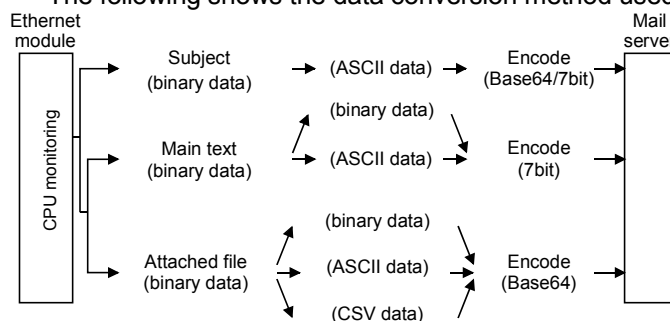 The following shows the data conversion method used
Ethernet
module
Mail
serve
CPU monitoring
Subject
(binary data)
(ASCII data)
Encode
(Base64/7bit)
(binary data)
Main text
(binary data)
(ASCII data)
Encode
(7bit)
(binary data)
Attached file
(binary data)
(ASCII data)
Encode
(Base64)
(CSV data)